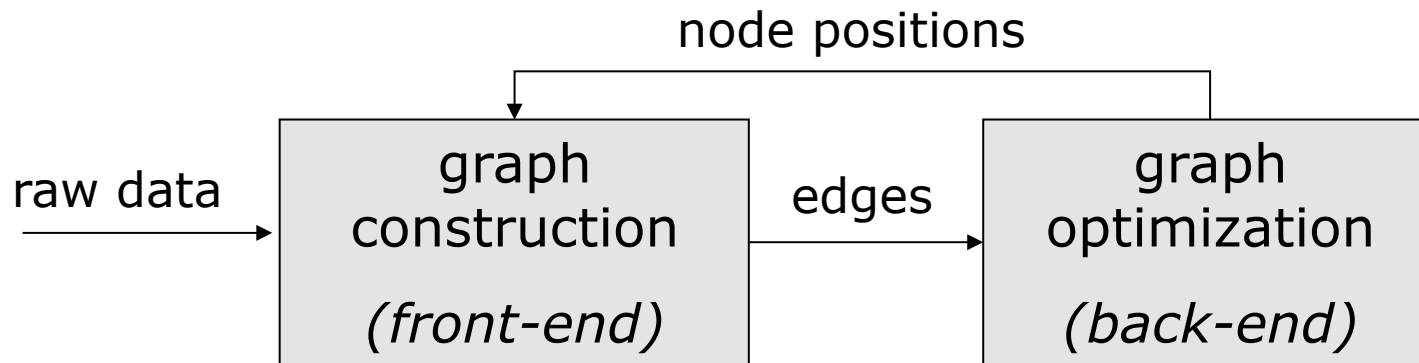 node positions
raw data
graph
construction
(front-end)
edges
graph
optimization
(back-end)